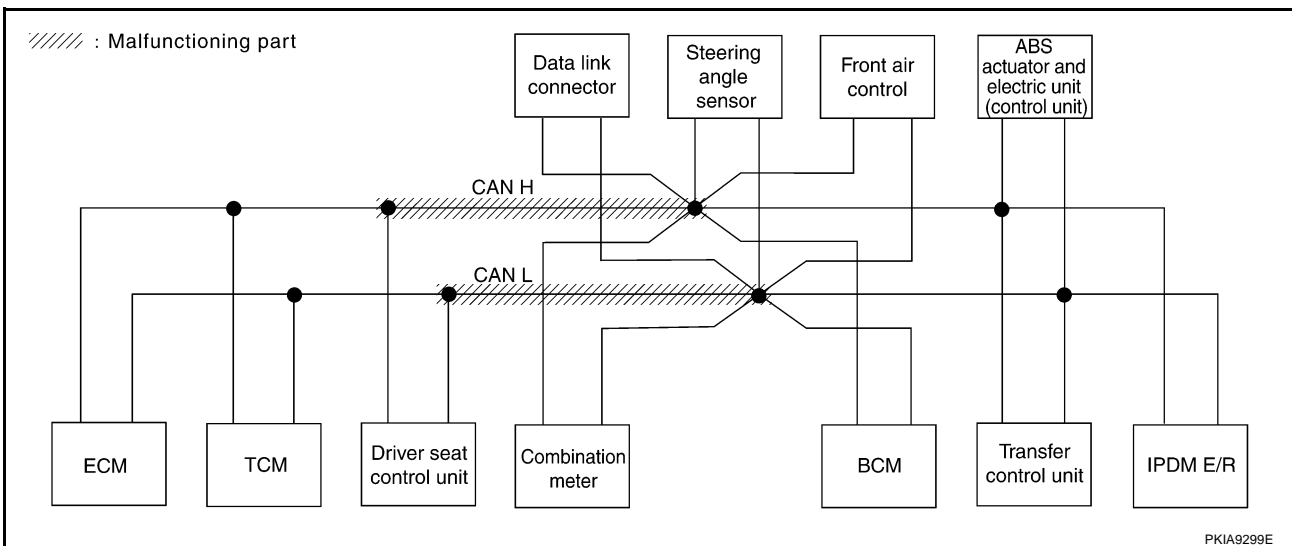 : Malfunctioning part
Data link
connector
Steering
angle
sensor
Front air
control
ABS
actuator and
electric unit
(control unit)
CAN H
CAN L
ECM
TCM
Driver seat
control unit
Combination
meter
BCM
Transfer
control unit
IPDM E/R
PKIA9299E